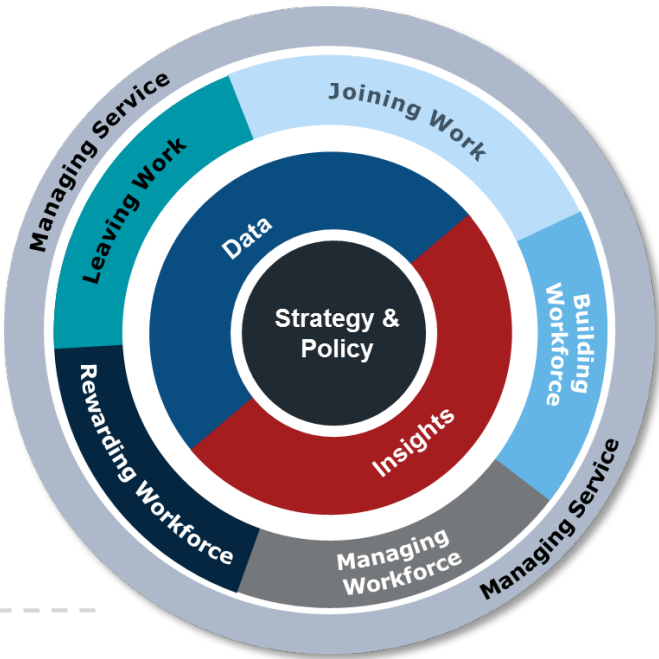 Managing Service
Joining Work
Leaving Work
Data
Strategy &
Policy
Building
Workforce
Insights
Rewarding Workforce
Managing
Workforce
Managing Service